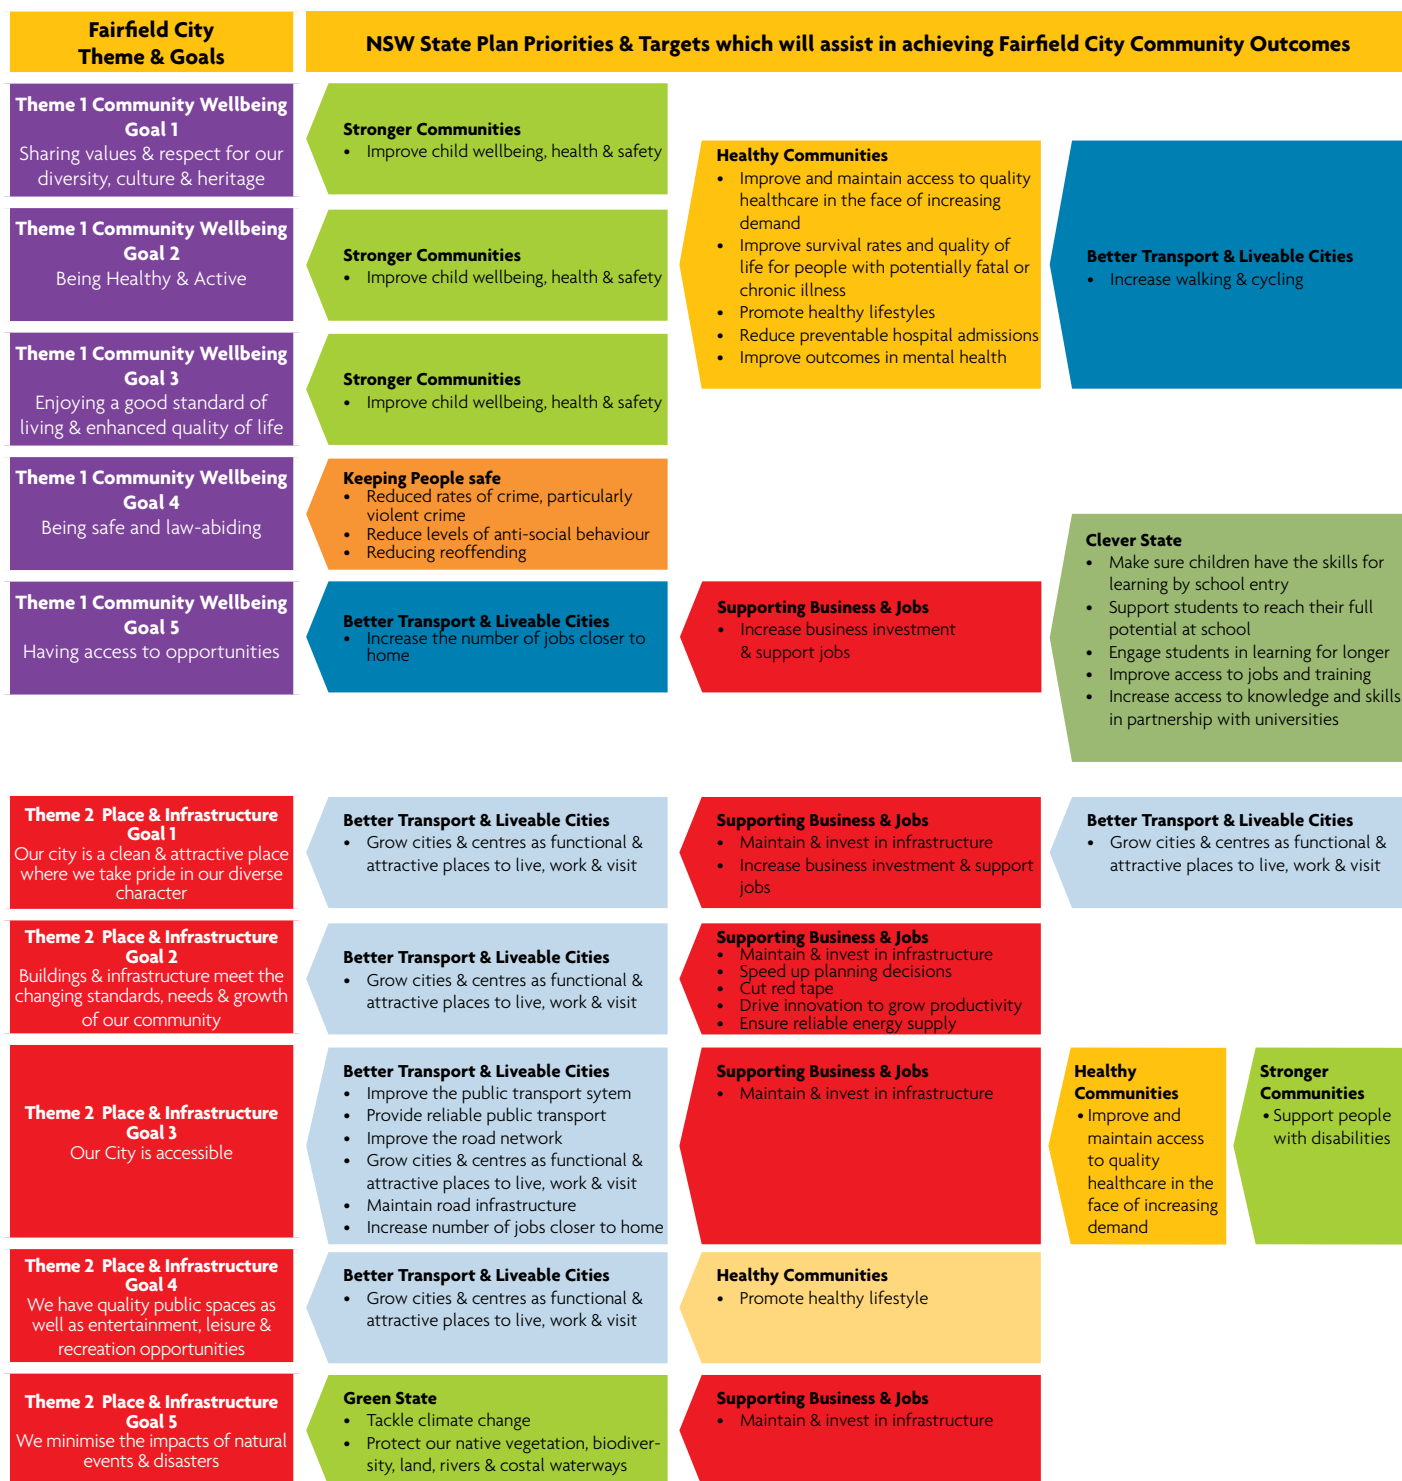 Fairfield City
Theme & Goals
NSW State Plan Priorities & Targets which will assist in achieving Fairfield City Community Outcomes
Theme 1 Community Wellbeing
Goal 1
Sharing values & respect for our
diversity, culture & heritage
Stronger Communities
• Improve child wellbeing, health & safety
Theme 1 Community Wellbeing
Goal 2
Being Healthy & Active
Stronger Communities
• Improve child wellbeing, health & safety
Theme 1 Community Wellbeing
Goal 3
Enjoying a good standard of
living & enhanced quality of life
Stronger Communities
• Improve child wellbeing, health & safety
Healthy Communities
• Improve and maintain access to quality
healthcare in the face of increasing
demand
• Improve survival rates and quality of
life for people with potentially fatal or
chronic illness
• Promote healthy lifestyles
• Reduce preventable hospital admissions
• Improve outcomes in mental health
Better Transport & Liveable Cities
• Increase walking & cycling
Theme 1 Community Wellbeing
Goal 4
Being safe and law-abiding
Keeping People safe
• Reduced rates of crime, particularly
violent crime
• Reduce levels of anti-social behaviour
• Reducing reoffending
Theme 1 Community Wellbeing
Goal 5
Having access to opportunities
Better Transport & Liveable Cities
• Increase the number of jobs closer to
home
Supporting Business & Jobs
• Increase business investment
& support jobs
Clever State
• Make sure children have the skills for
learning by school entry
• Support students to reach their full
potential at school
• Engage students in learning for longer
• Improve access to jobs and training
• Increase access to knowledge and skills
in partnership with universities
Theme 2 Place & Infrastructure
Goal 1
Our city is a clean & attractive place
where we take pride in our diverse
character
Better Transport & Liveable Cities
• Grow cities & centres as functional &
attractive places to live, work & visit
Supporting Business & Jobs
• Maintain & invest in infrastructure
• Increase business investment & support
jobs
Better Transport & Liveable Cities
• Grow cities & centres as functional &
attractive places to live, work & visit
Theme 2 Place & Infrastructure
Goal 2
Buildings & infrastructure meet the
changing standards, needs & growth
of our community
Better Transport & Liveable Cities
• Grow cities & centres as functional &
attractive places to live, work & visit
Supporting Business & Jobs
• Maintain & invest in infrastructure
• Speed up planning decisions
• Cut red tape
• Drive innovation to grow productivity
• Ensure reliable energy supply
Theme 2 Place & Infrastructure
Goal 3
Our City is accessible
Better Transport & Liveable Cities
• Improve the public transport sytem
• Provide reliable public transport
• Improve the road network
• Grow cities & centres as functional &
attractive places to live, work & visit
• Maintain road infrastructure
• Increase number of jobs closer to home
Supporting Business & Jobs
• Maintain & invest in infrastructure
Healthy
Communities
• Improve and
maintain access
to quality
healthcare in the
face of increasing
demand
Stronger
Communities
• Support people
with disabilities
Theme 2 Place & Infrastructure
Goal 4
We have quality public spaces as
well as entertainment, leisure &
recreation opportunities
Better Transport & Liveable Cities
• Grow cities & centres as functional &
attractive places to live, work & visit
Healthy Communities
• Promote healthy lifestyle
Theme 2 Place & Infrastructure
Goal 5
We minimise the impacts of natural
events & disasters
Green State
• Tackle climate change
• Protect our native vegetation, biodiver-
sity, land, rivers & costal waterways
Supporting Business & Jobs
• Maintain & invest in infrastructure